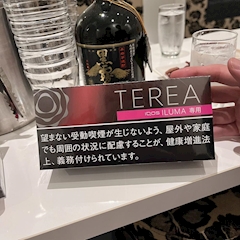 TEREA
IQOS ILUMA 専用
望まない受動喫煙が生じないよう、屋外や家庭
でも周囲の状況に配慮することが、健康増進法
上、義務付けられています。